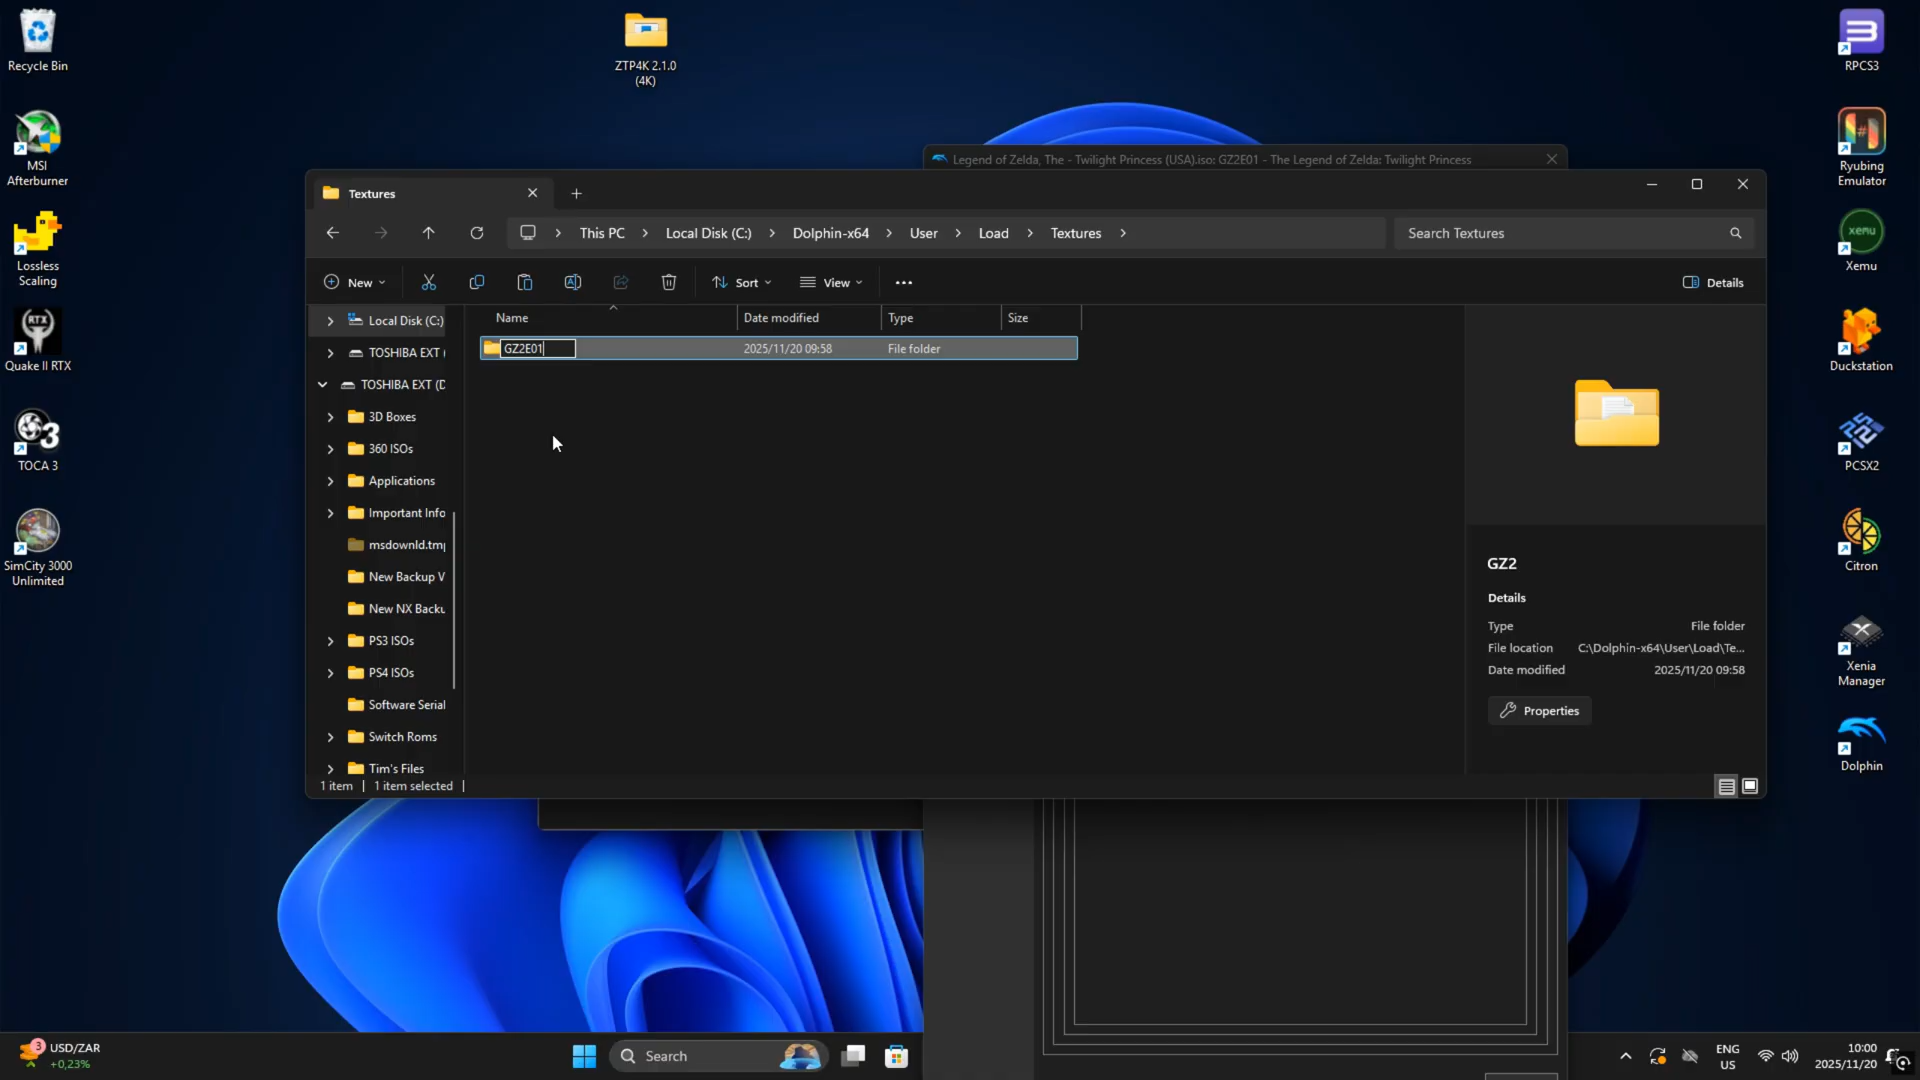 Recycle Bin
MSI
Afterburner
Lossless
Scaling
RTX
Quake II RTX
3
TOCA 3
SimCity 3000
Unlimited
ZTP4K 2.1.0
(4K)
RPCS3
Ryubing
Emulator
xemu
Xemu
Duckstation
PCSX2
Citron
Xenia
Manager
Dolphin
Legend of Zelda, The - Twilight Princess (USA).iso: GZ2E01 - The Legend of Zelda: Twilight Princess
Textures
This PC > Local Disk (C:) > Dolphin-x64 > User > Load > Textures >
Search Textures
New
Sort
View
Details
Name
Date modified
Type
Size
GZ2E01
2025/11/20 09:58
File folder
Local Disk (C:)
TOSHIBA EXT (
TOSHIBA EXT (D
3D Boxes
360 ISOs
Applications
Important Info
msdownld.tmp
New Backup V
New NX Backu
PS3 ISOs
PS4 ISOs
Software Serial
Switch Roms
Tim's Files
GZ2
Details
Type
File folder
File location
C:\Dolphin-x64\User\Load\Te...
Date modified
2025/11/20 09:58
Properties
1 item
1 item selected
3
USD/ZAR
+0,23%
Search
ENG
US
10:00
2025/11/20